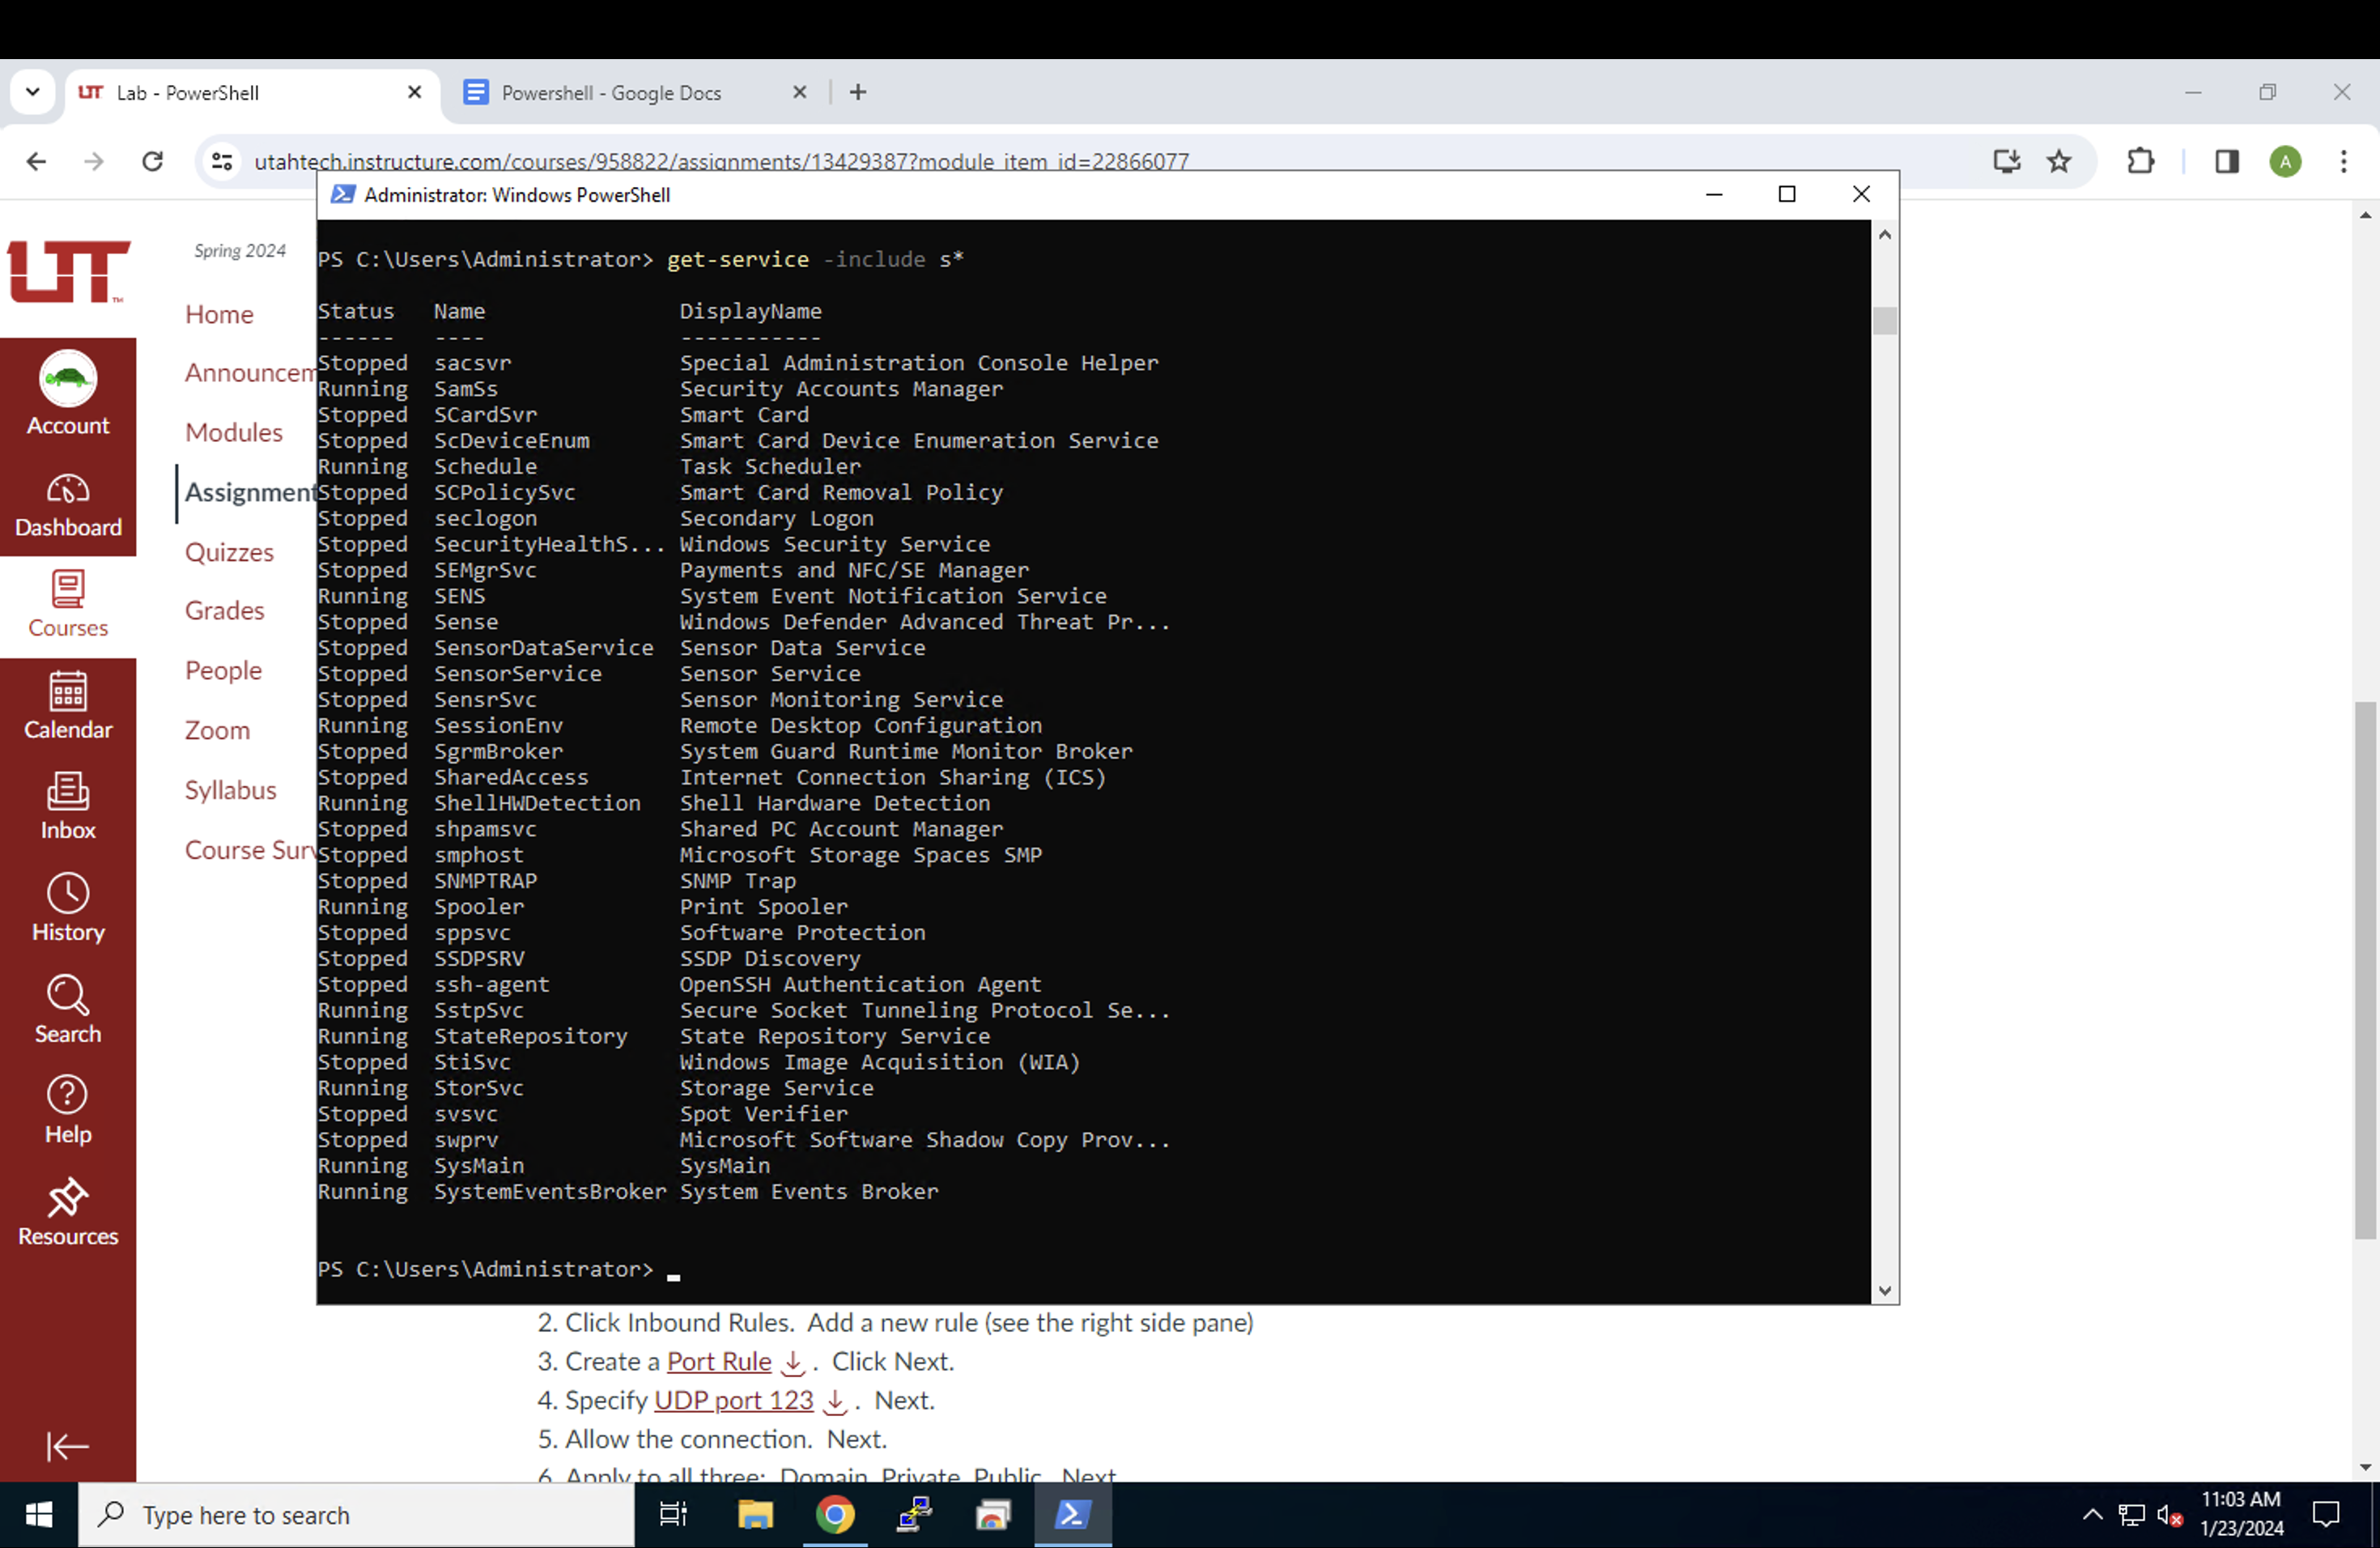 Lab - PowerShell
Powershell - Google Docs
utahtech.instructure.com/courses/958822/assignments/13429387?module_item_id=22866077
A
Administrator: Windows PowerShell
UT
Spring 2024
Home
Announcem
Modules
Assignment
Quizzes
Grades
People
Zoom
Syllabus
Course Surv
Account
Dashboard
Courses
Calendar
Inbox
History
Search
Help
Resources
PS C:\Users\Administrator> get-service -include s*
Status   Name               DisplayName
------   ----               -----------
Stopped  sacsvr             Special Administration Console Helper
Running  SamSs              Security Accounts Manager
Stopped  SCardSvr           Smart Card
Stopped  ScDeviceEnum       Smart Card Device Enumeration Service
Running  Schedule           Task Scheduler
Stopped  SCPolicySvc        Smart Card Removal Policy
Stopped  seclogon           Secondary Logon
Stopped  SecurityHealthS... Windows Security Service
Stopped  SEMgrSvc           Payments and NFC/SE Manager
Running  SENS               System Event Notification Service
Stopped  Sense              Windows Defender Advanced Threat Pr...
Stopped  SensorDataService  Sensor Data Service
Stopped  SensorService      Sensor Service
Stopped  SensrSvc           Sensor Monitoring Service
Running  SessionEnv         Remote Desktop Configuration
Stopped  SgrmBroker         System Guard Runtime Monitor Broker
Stopped  SharedAccess       Internet Connection Sharing (ICS)
Running  ShellHWDetection   Shell Hardware Detection
Stopped  shpamsvc           Shared PC Account Manager
Stopped  smphost            Microsoft Storage Spaces SMP
Stopped  SNMPTRAP           SNMP Trap
Running  Spooler            Print Spooler
Stopped  sppsvc             Software Protection
Stopped  SSDPSRV            SSDP Discovery
Stopped  ssh-agent          OpenSSH Authentication Agent
Running  SstpSvc            Secure Socket Tunneling Protocol Se...
Running  StateRepository    State Repository Service
Stopped  StiSvc             Windows Image Acquisition (WIA)
Running  StorSvc            Storage Service
Stopped  svsvc              Spot Verifier
Stopped  swprv              Microsoft Software Shadow Copy Prov...
Running  SysMain            SysMain
Running  SystemEventsBroker System Events Broker
PS C:\Users\Administrator>
2. Click Inbound Rules.  Add a new rule (see the right side pane)
3. Create a Port Rule .  Click Next.
4. Specify UDP port 123 .  Next.
5. Allow the connection.  Next.
6. Apply to all three:  Domain, Private, Public.  Next
Type here to search
11:03 AM
1/23/2024